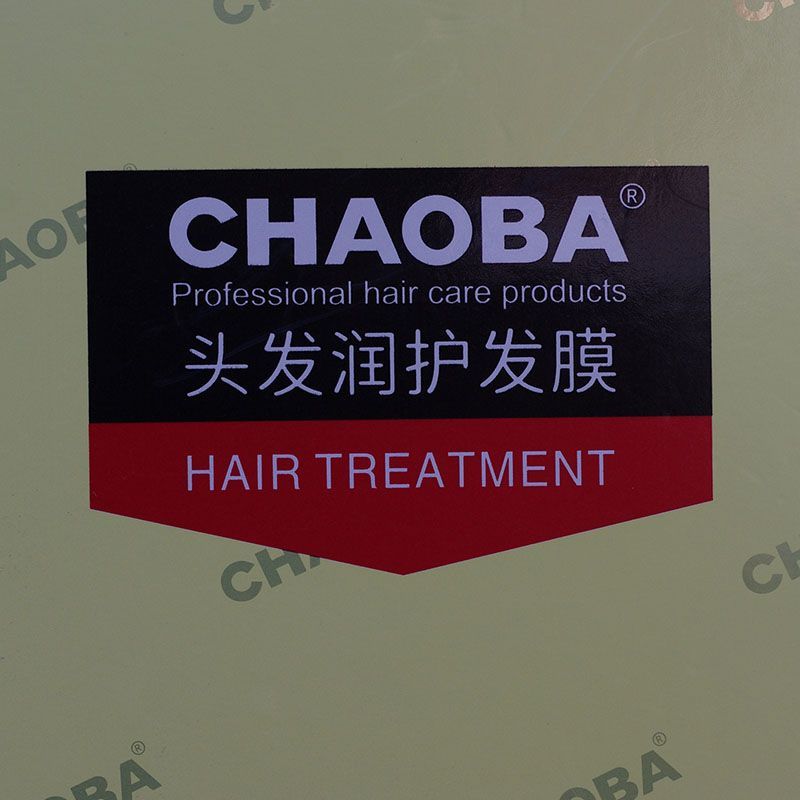 CHAOBA®
Professional hair care products
头发润护发膜
HAIR TREATMENT